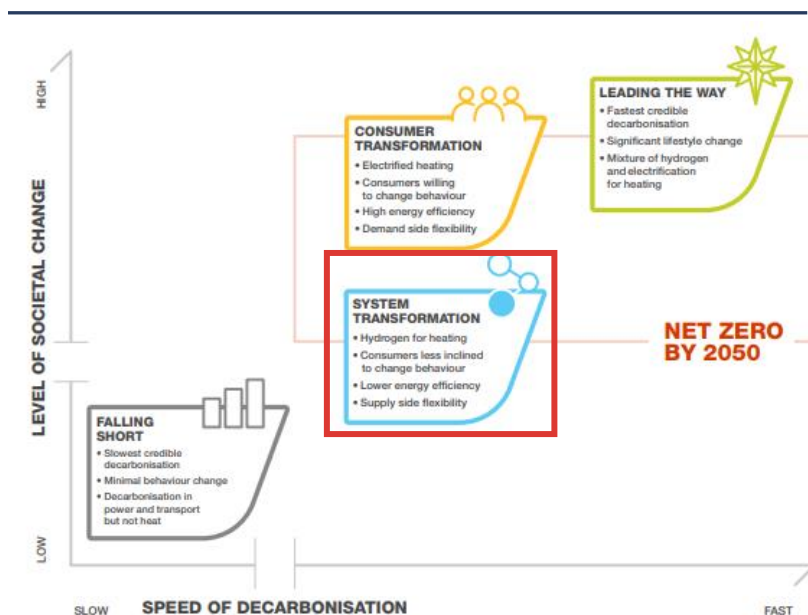 HIGH
LEVEL OF SOCIETAL CHANGE
LOW
CONSUMER
TRANSFORMATION
• Electrified heating
• Consumers willing
to change behaviour
• High energy efficiency
• Demand side flexibility
LEADING THE WAY
• Fastest credible
decarbonisation
• Significant lifestyle change
• Mixture of hydrogen
and electrification
for heating
SYSTEM
TRANSFORMATION
• Hydrogen for heating
• Consumers less inclined
to change behaviour
• Lower energy efficiency
• Supply side flexibility
NET ZERO
BY 2050
FALLING
SHORT
• Slowest credible
decarbonisation
• Minimal behaviour change
• Decarbonisation in
power and transport
but not heat
SLOW
SPEED OF DECARBONISATION
FAST